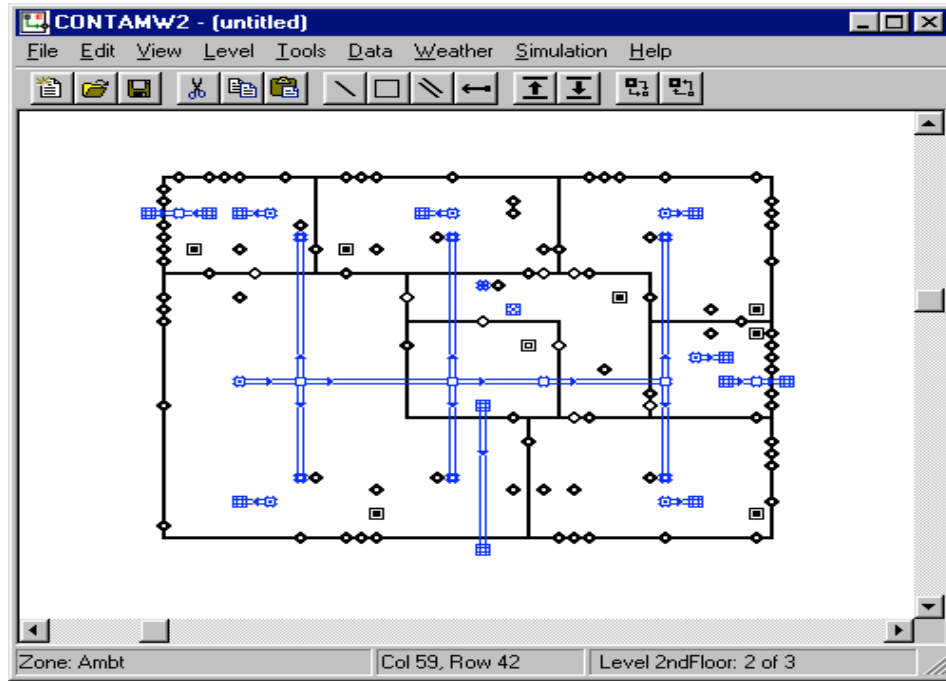 CONTAMW2 - (untitled)
File Edit View Level Tools Data Weather Simulation Help
Zone: Ambt Col 59, Row 42 Level 2ndFloor: 2 of 3